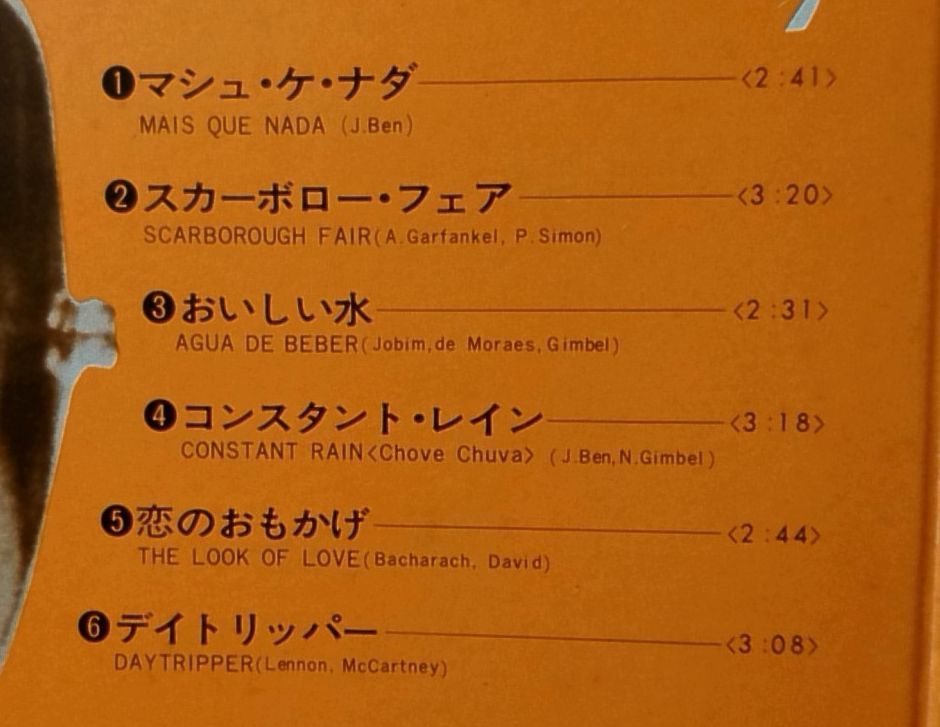 ❶マシュ・ケ・ナダ <2:41>
MAIS QUE NADA (J.Ben)
❷スカーボロー・フェア <3:20>
SCARBOROUGH FAIR(A.Garfankel, P.Simon)
❸おいしい水 <2:31>
AGUA DE BEBER(Jobim,de Moraes,Gimbel)
❹コンスタント・レイン <3:18>
CONSTANT RAIN<Chove Chuva> (J.Ben,N.Gimbel)
❺恋のおもかげ <2:44>
THE LOOK OF LOVE(Bacharach, David)
❻デイトリッパー <3:08>
DAYTRIPPER(Lennon, McCartney)